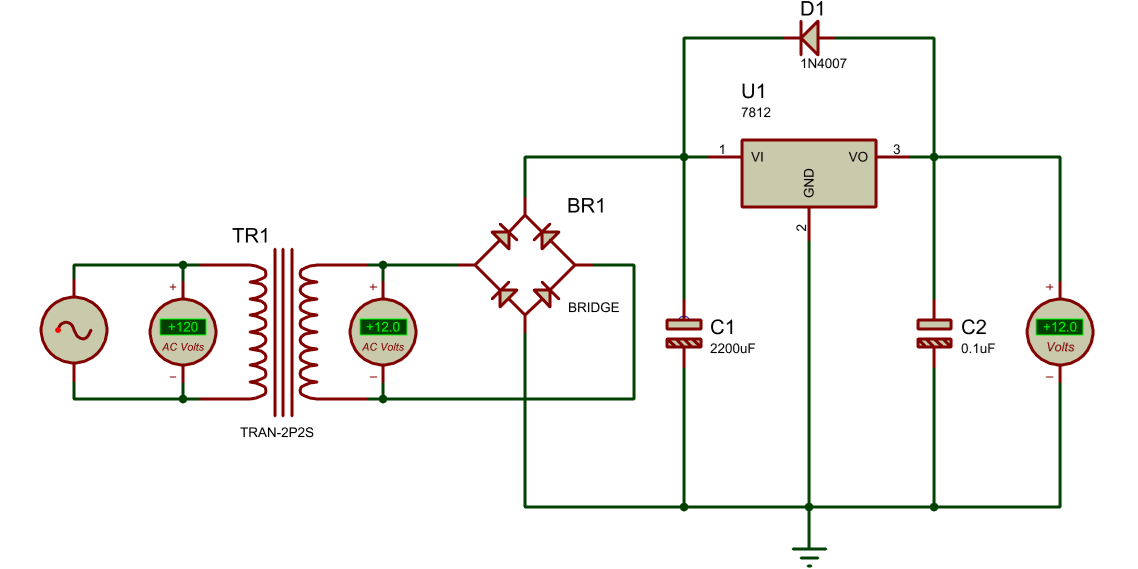 D1
1N4007
U1
7812
1
VI
VO
3
GND
2
BR1
BRIDGE
TR1
TRAN-2P2S
+
+120
AC Volts
−
+
+12.0
AC Volts
−
C1
2200uF
C2
0.1uF
+
+12.0
Volts
−